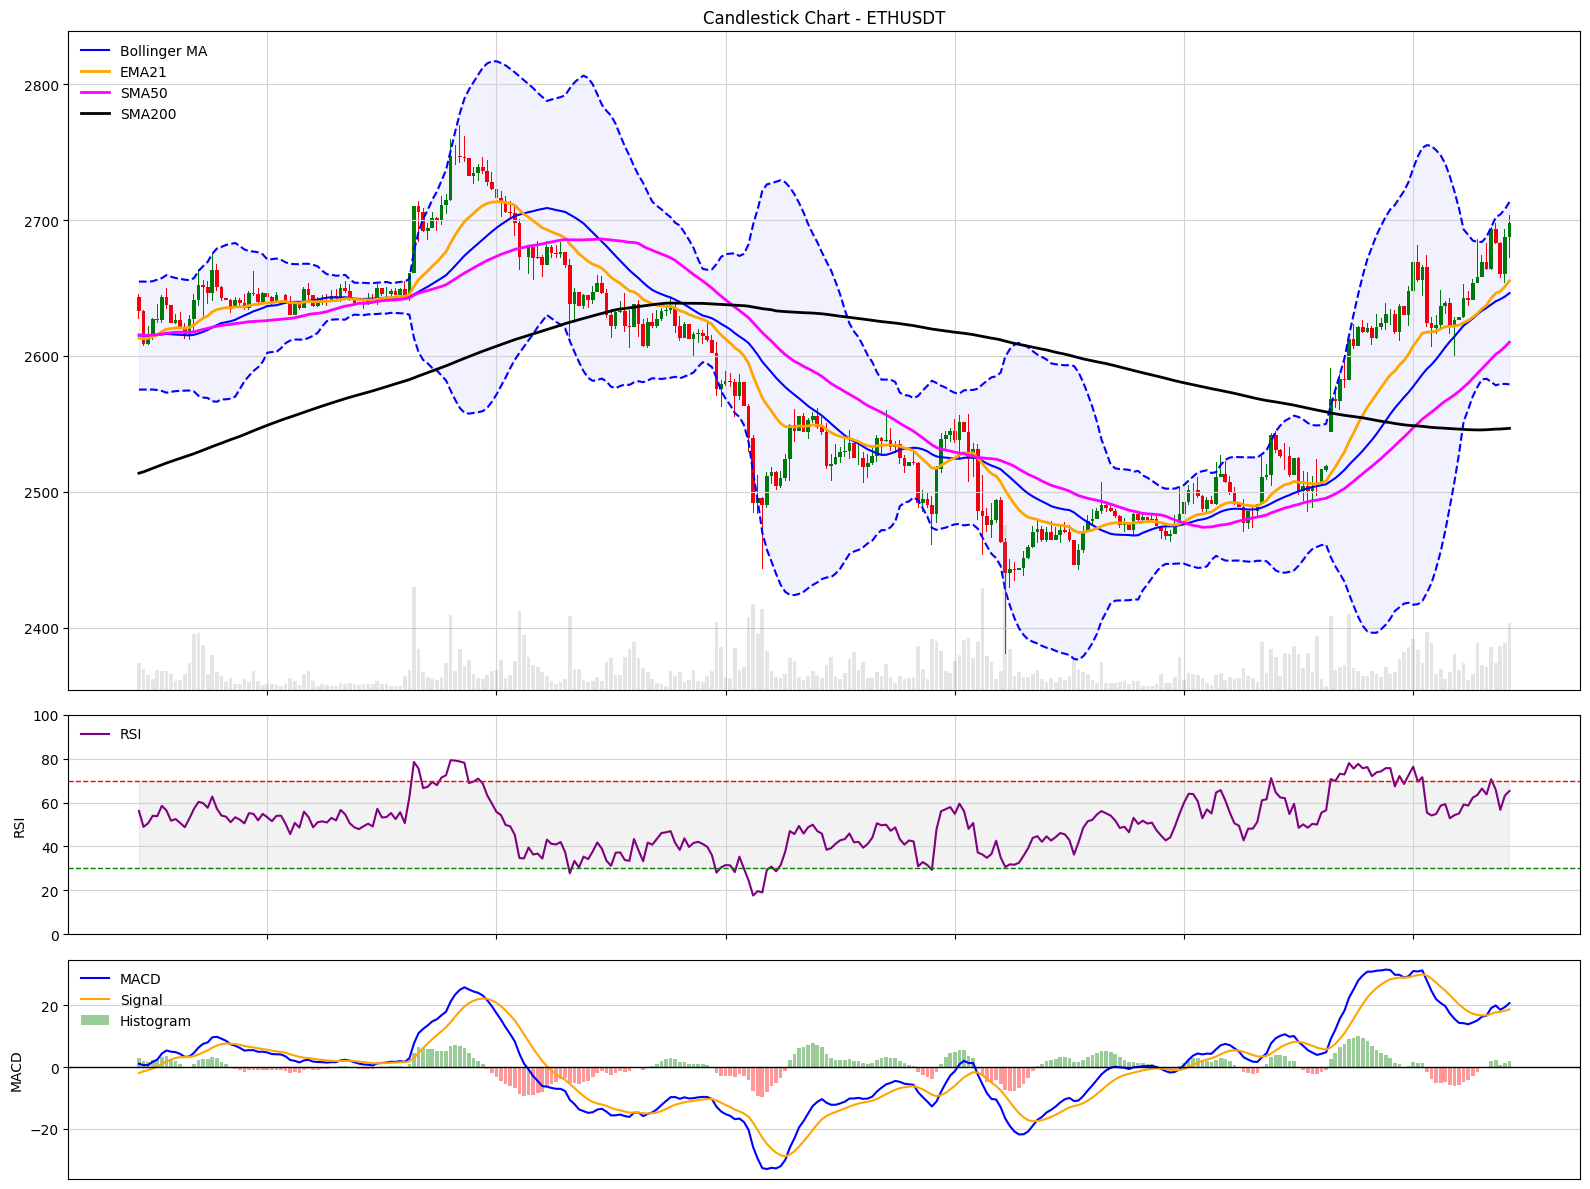 Candlestick Chart - ETHUSDT
Bollinger MA
EMA21
SMA50
SMA200
2800
2700
2600
2500
2400
100
80
60
40
20
0
RSI
RSI
20
0
−20
MACD
MACD
Signal
Histogram